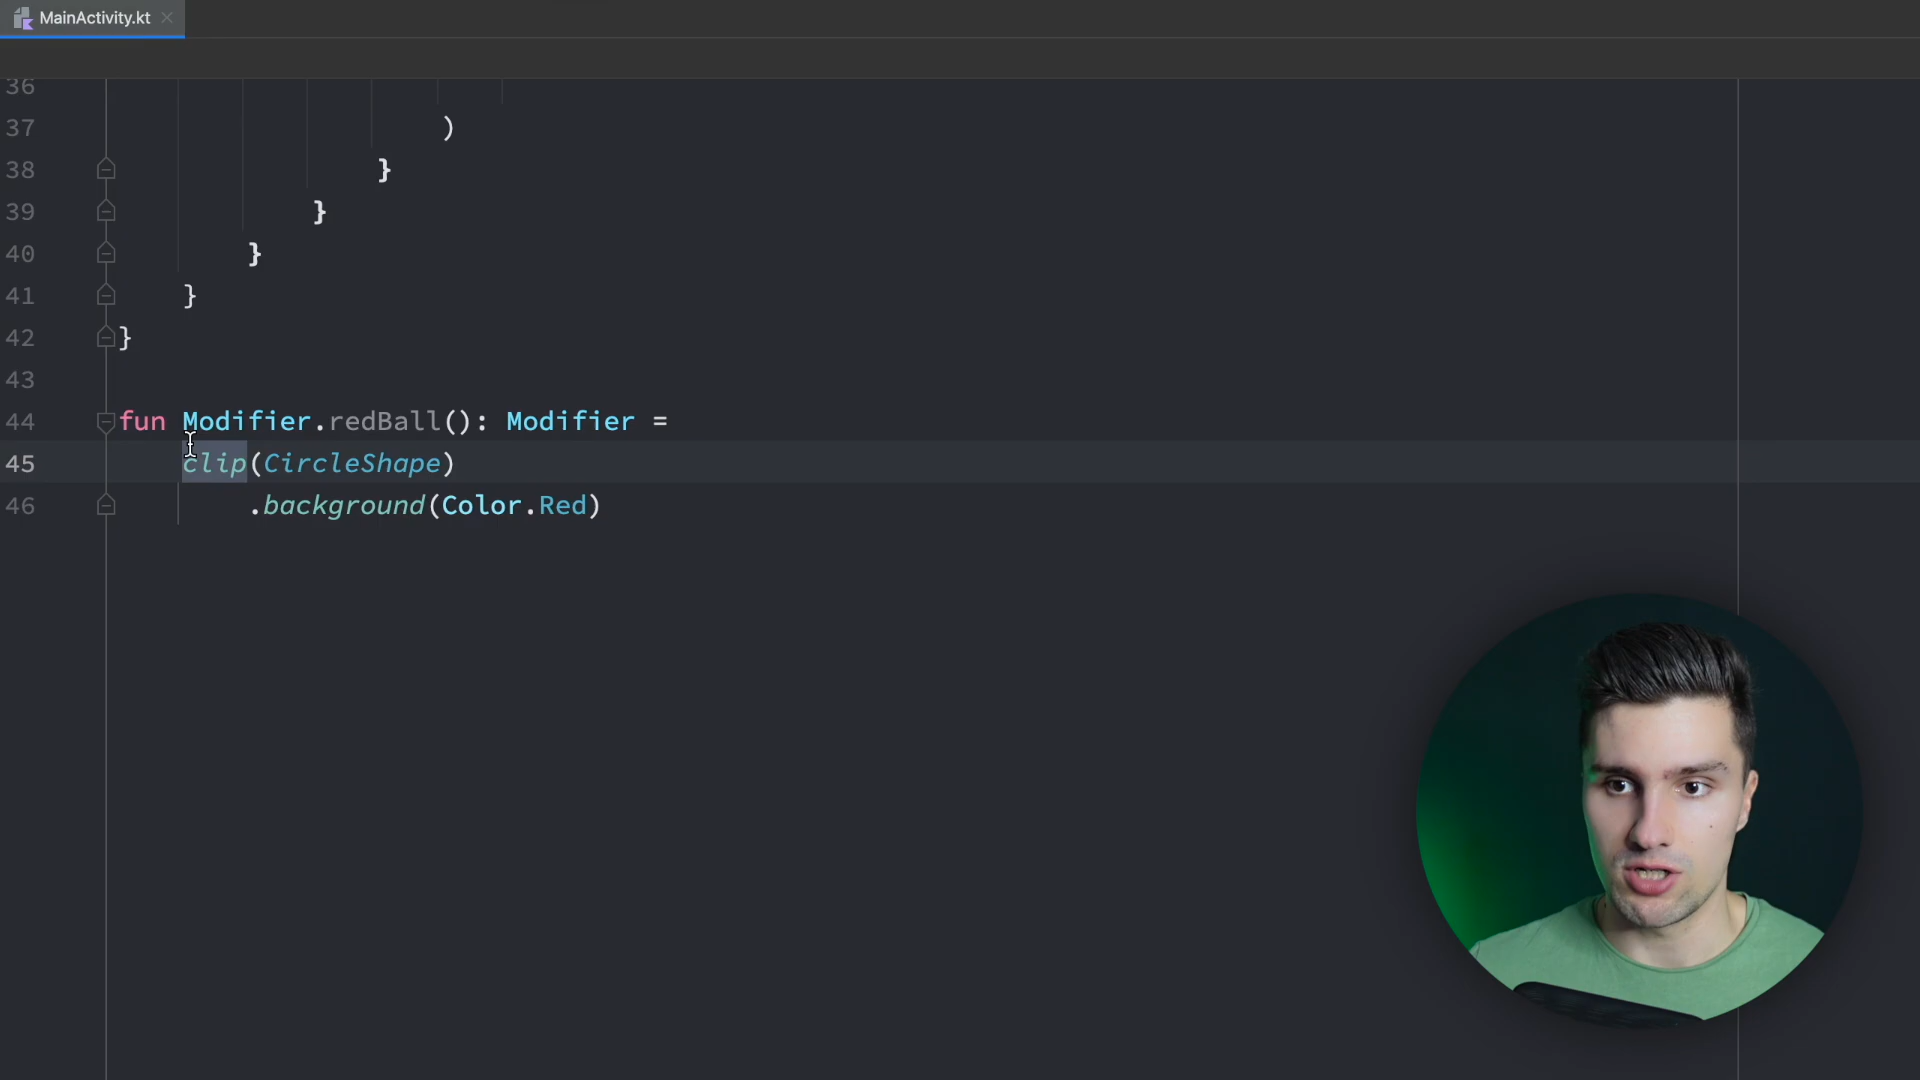 MainActivity.kt
36
37 )
38 }
39 }
40 }
41 }
42 }
43
44 fun Modifier.redBall(): Modifier =
45 clip(CircleShape)
46 .background(Color.Red)